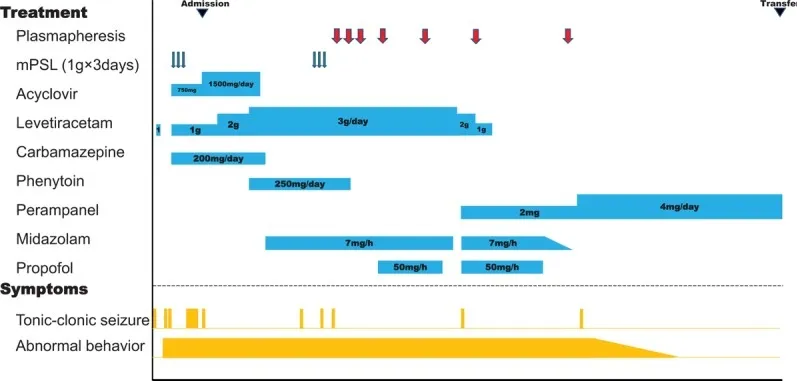 Admission Transfer
Treatment
Plasmapheresis
mPSL (1g×3days)
Acyclovir 750mg 1500mg/day
Levetiracetam 1 1g 2g 3g/day 2g 1g
Carbamazepine 200mg/day
Phenytoin 250mg/day
Perampanel 2mg 4mg/day
Midazolam 7mg/h 7mg/h
Propofol 50mg/h 50mg/h
Symptoms
Tonic-clonic seizure
Abnormal behavior